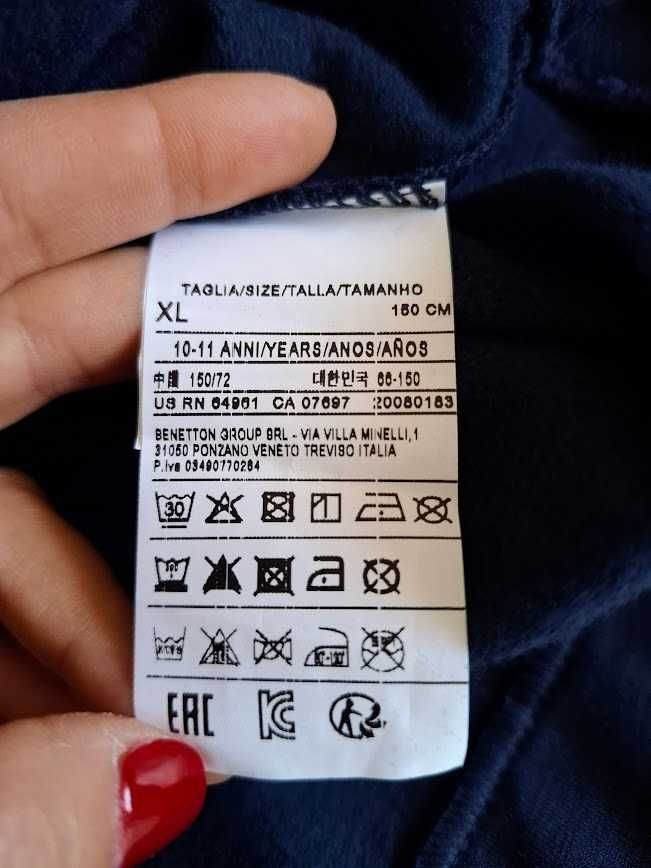 TAGLIA/SIZE/TALLA/TAMANHO
XL 150 CM
10-11 ANNI/YEARS/ANOS/AÑOS
中國 150/72 대한민국 66-150
US RN 64961 CA 07697 20080183
BENETTON GROUP SRL - VIA VILLA MINELLI,1
31050 PONZANO VENETO TREVISO ITALIA
P.Iva 03490770264
30
EAC